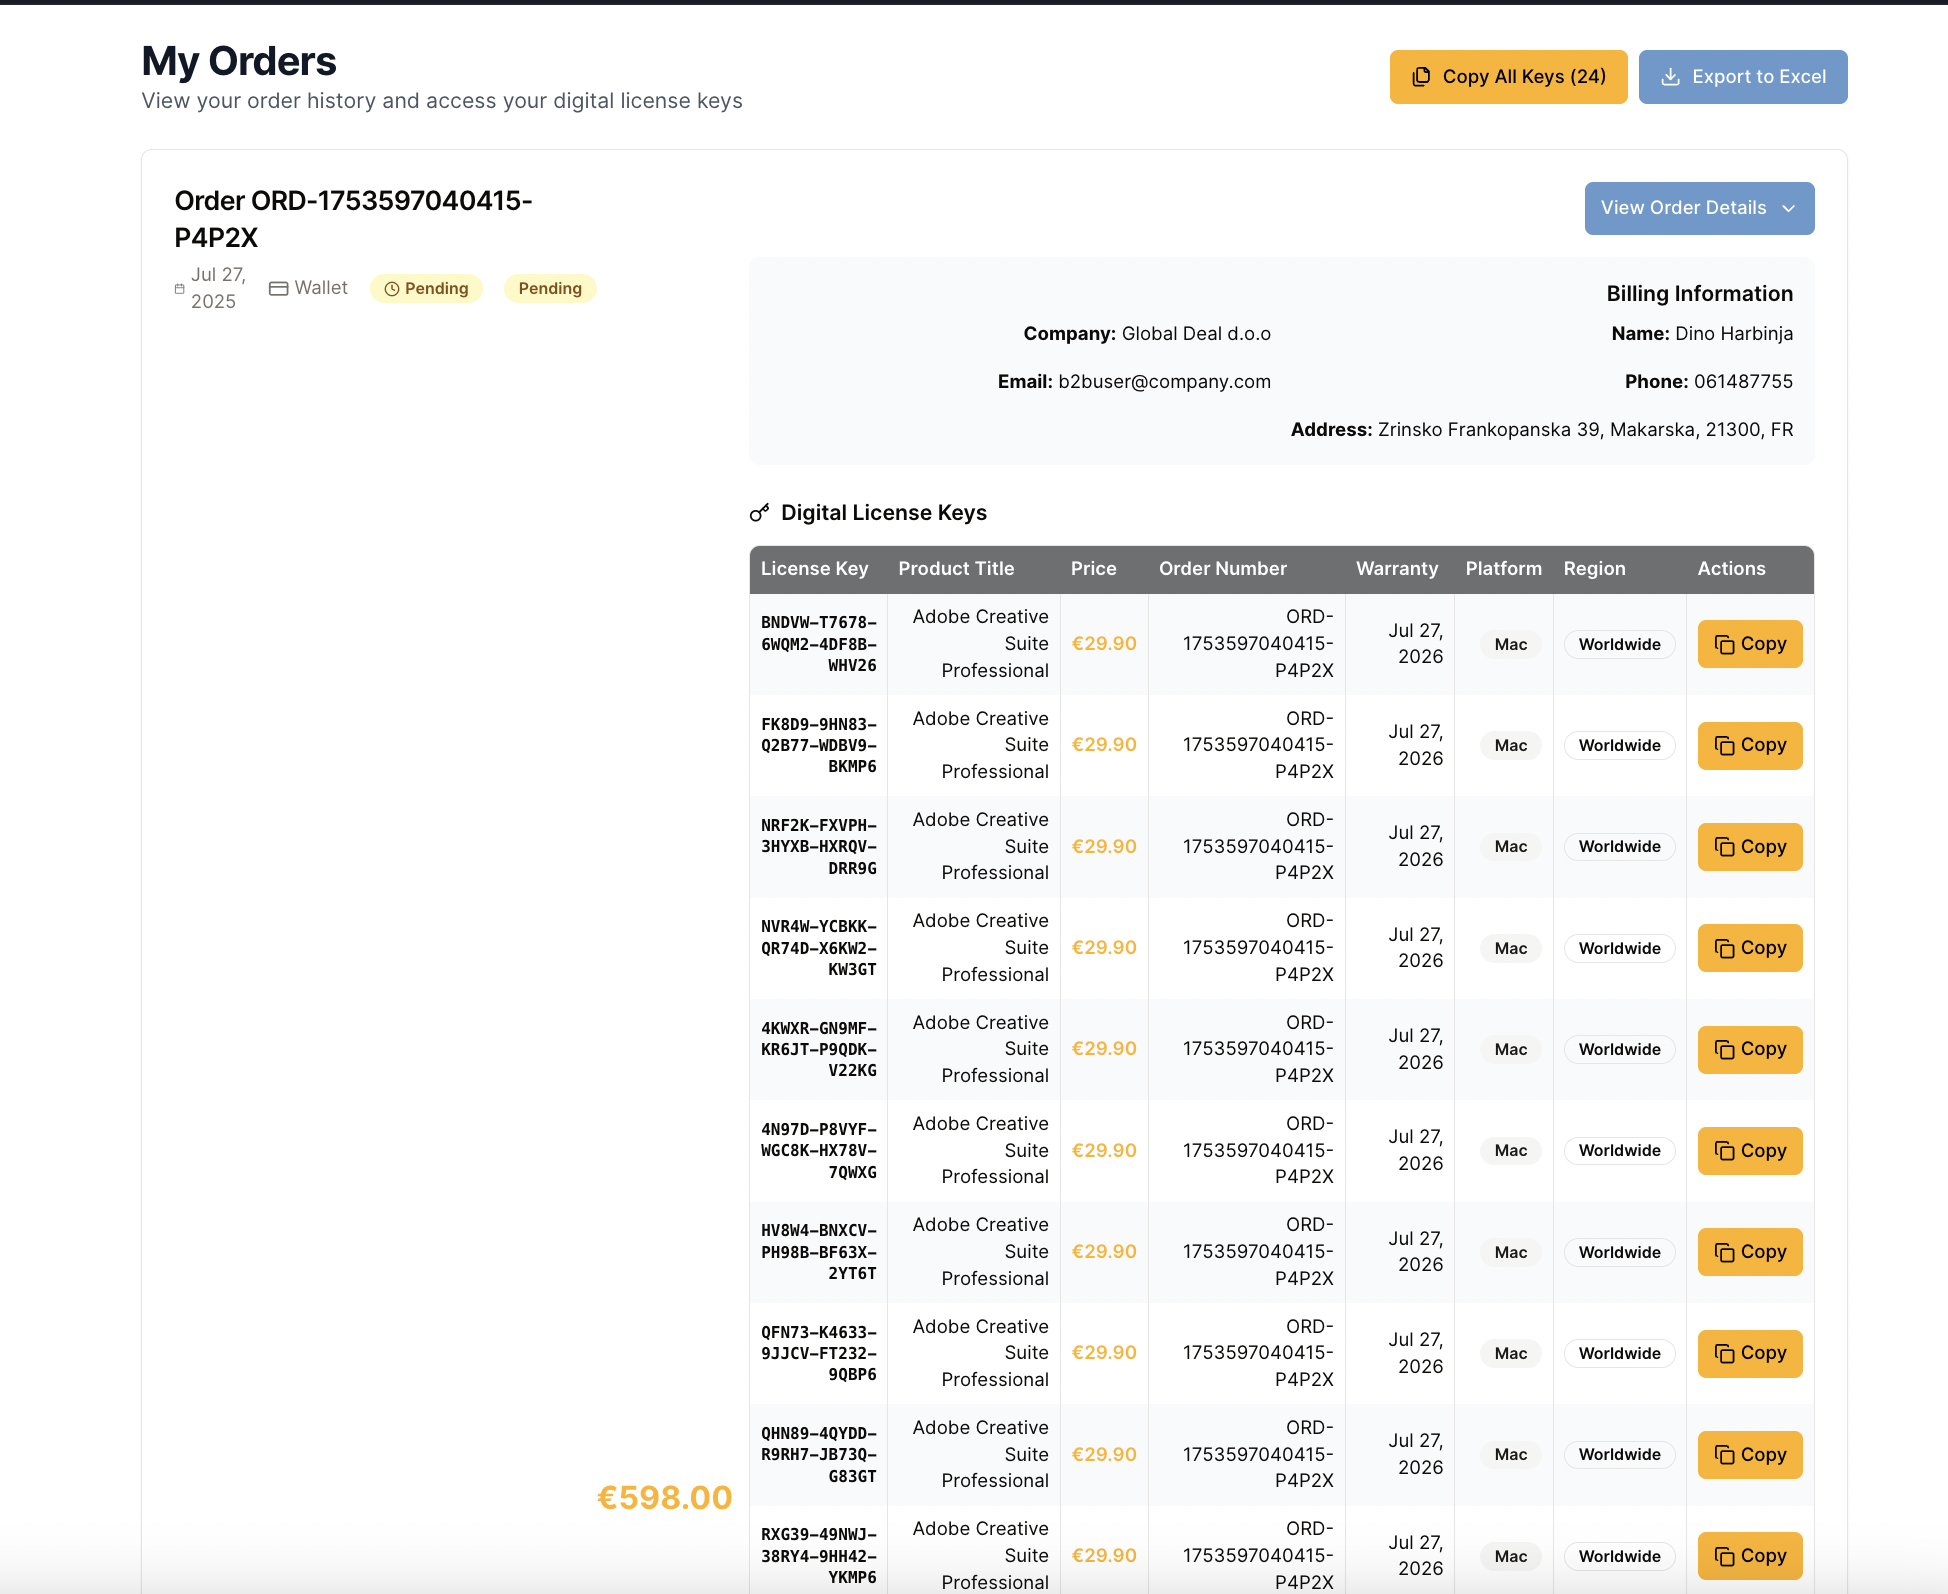 My Orders
View your order history and access your digital license keys
Copy All Keys (24)
Export to Excel
Order ORD-1753597040415-
P4P2X
Jul 27,
2025
Wallet
Pending
Pending
View Order Details
Billing Information
Company: Global Deal d.o.o
Name: Dino Harbinja
Email: b2buser@company.com
Phone: 061487755
Address: Zrinsko Frankopanska 39, Makarska, 21300, FR
Digital License Keys
License Key Product Title Price Order Number Warranty Platform Region Actions
BNDVW-T7678-
6WQM2-4DF8B-
WHV26
Adobe Creative
Suite
Professional
€29.90
ORD-
1753597040415-
P4P2X
Jul 27,
2026
Mac
Worldwide
Copy
FK8D9-9HN83-
Q2B77-WDBV9-
BKMP6
Adobe Creative
Suite
Professional
€29.90
ORD-
1753597040415-
P4P2X
Jul 27,
2026
Mac
Worldwide
Copy
NRF2K-FXVPH-
3HYXB-HXRQV-
DRR9G
Adobe Creative
Suite
Professional
€29.90
ORD-
1753597040415-
P4P2X
Jul 27,
2026
Mac
Worldwide
Copy
NVR4W-YCBKK-
QR74D-X6KW2-
KW3GT
Adobe Creative
Suite
Professional
€29.90
ORD-
1753597040415-
P4P2X
Jul 27,
2026
Mac
Worldwide
Copy
4KWXR-GN9MF-
KR6JT-P9QDK-
V22KG
Adobe Creative
Suite
Professional
€29.90
ORD-
1753597040415-
P4P2X
Jul 27,
2026
Mac
Worldwide
Copy
4N97D-P8VYF-
WGC8K-HX78V-
7QWXG
Adobe Creative
Suite
Professional
€29.90
ORD-
1753597040415-
P4P2X
Jul 27,
2026
Mac
Worldwide
Copy
HV8W4-BNXCV-
PH98B-BF63X-
2YT6T
Adobe Creative
Suite
Professional
€29.90
ORD-
1753597040415-
P4P2X
Jul 27,
2026
Mac
Worldwide
Copy
QFN73-K4633-
9JJCV-FT232-
9QBP6
Adobe Creative
Suite
Professional
€29.90
ORD-
1753597040415-
P4P2X
Jul 27,
2026
Mac
Worldwide
Copy
QHN89-4QYDD-
R9RH7-JB73Q-
G83GT
Adobe Creative
Suite
Professional
€29.90
ORD-
1753597040415-
P4P2X
Jul 27,
2026
Mac
Worldwide
Copy
€598.00
RXG39-49NWJ-
38RY4-9HH42-
YKMP6
Adobe Creative
Suite
Professional
€29.90
ORD-
1753597040415-
P4P2X
Jul 27,
2026
Mac
Worldwide
Copy